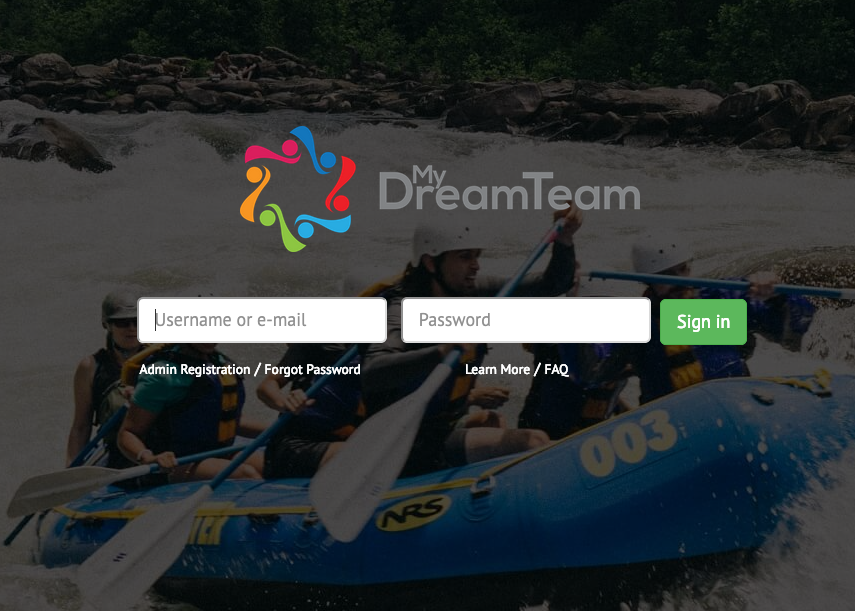 My
DreamTeam
Username or e-mail
Password
Sign in
Admin Registration / Forgot Password
Learn More / FAQ
003
NRS